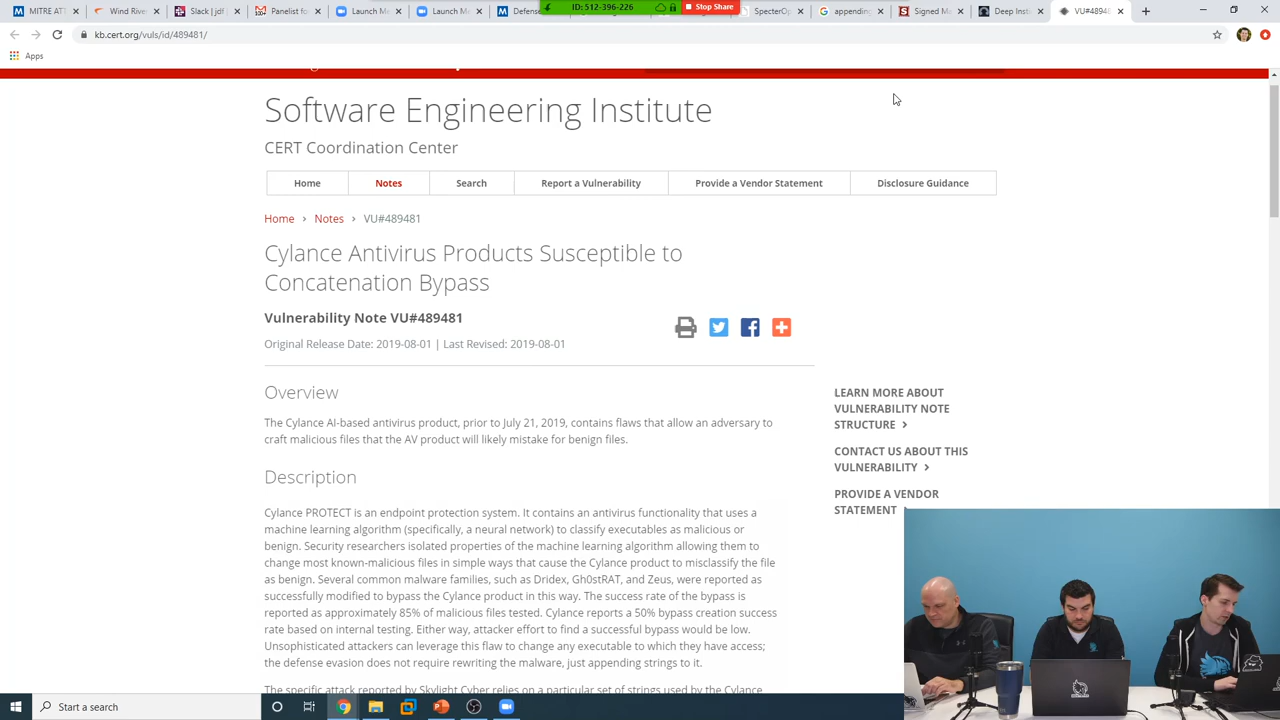 MITRE ATT
Wind River
Slack | jdf
Panelist fo
Launch Me
Launch Me
Defens
ID: 512-396-226
Stop Share
SpecterOp
appending
Signed M
Deep Inst
VU#4894
kb.cert.org/vuls/id/489481/
Apps
Software Engineering Institute
CERT Coordination Center
Home
Notes
Search
Report a Vulnerability
Provide a Vendor Statement
Disclosure Guidance
Home › Notes › VU#489481
Cylance Antivirus Products Susceptible to
Concatenation Bypass
Vulnerability Note VU#489481
Original Release Date: 2019-08-01 | Last Revised: 2019-08-01
Overview
The Cylance AI-based antivirus product, prior to July 21, 2019, contains flaws that allow an adversary to
craft malicious files that the AV product will likely mistake for benign files.
Description
Cylance PROTECT is an endpoint protection system. It contains an antivirus functionality that uses a
machine learning algorithm (specifically, a neural network) to classify executables as malicious or
benign. Security researchers isolated properties of the machine learning algorithm allowing them to
change most known-malicious files in simple ways that cause the Cylance product to misclassify the file
as benign. Several common malware families, such as Dridex, Gh0stRAT, and Zeus, were reported as
successfully modified to bypass the Cylance product in this way. The success rate of the bypass is
reported as approximately 85% of malicious files tested. Cylance reports a 50% bypass creation success
rate based on internal testing. Either way, attacker effort to find a successful bypass would be low.
Unsophisticated attackers can leverage this flaw to change any executable to which they have access;
the defense evasion does not require rewriting the malware, just appending strings to it.
The specific attack reported by Skylight Cyber relies on a particular set of strings used by the Cylance
LEARN MORE ABOUT
VULNERABILITY NOTE
STRUCTURE >
CONTACT US ABOUT THIS
VULNERABILITY >
PROVIDE A VENDOR
STATEMENT
Start a search